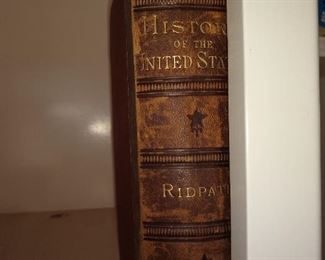 HISTOR
OF THE
UNITED STAT
RIDPAT